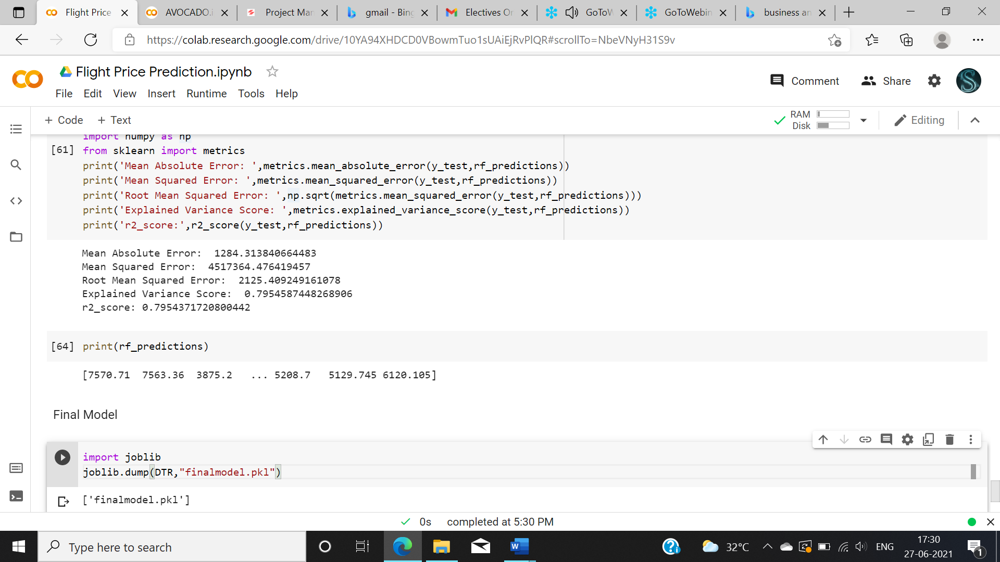 Flight Price
AVOCADO.i
Project Mar
gmail - Bing
Electives Or
GoToW
GoToWebin
business an
https://colab.research.google.com/drive/10YA94XHDCD0VBowmTuo1sUAiEjRvPlQR#scrollTo=NbeVNyH31S9v
CO
Flight Price Prediction.ipynb
Comment
Share
S
File Edit View Insert Runtime Tools Help
+ Code + Text
RAM
Disk
Editing
import numpy as np
[61] from sklearn import metrics
print('Mean Absolute Error: ',metrics.mean_absolute_error(y_test,rf_predictions))
print('Mean Squared Error: ',metrics.mean_squared_error(y_test,rf_predictions))
print('Root Mean Squared Error: ',np.sqrt(metrics.mean_squared_error(y_test,rf_predictions)))
print('Explained Variance Score: ',metrics.explained_variance_score(y_test,rf_predictions))
print('r2_score:',r2_score(y_test,rf_predictions))
Mean Absolute Error:  1284.313840664483
Mean Squared Error:  4517364.476419457
Root Mean Squared Error:  2125.409249161078
Explained Variance Score:  0.7954587448268906
r2_score: 0.7954371720800442
[64] print(rf_predictions)
[7570.71  7563.36  3875.2   ... 5208.7   5129.745 6120.105]
Final Model
import joblib
joblib.dump(DTR,"finalmodel.pkl")
['finalmodel.pkl']
0s completed at 5:30 PM
Type here to search
W
32°C
ENG
17:30
27-06-2021
1